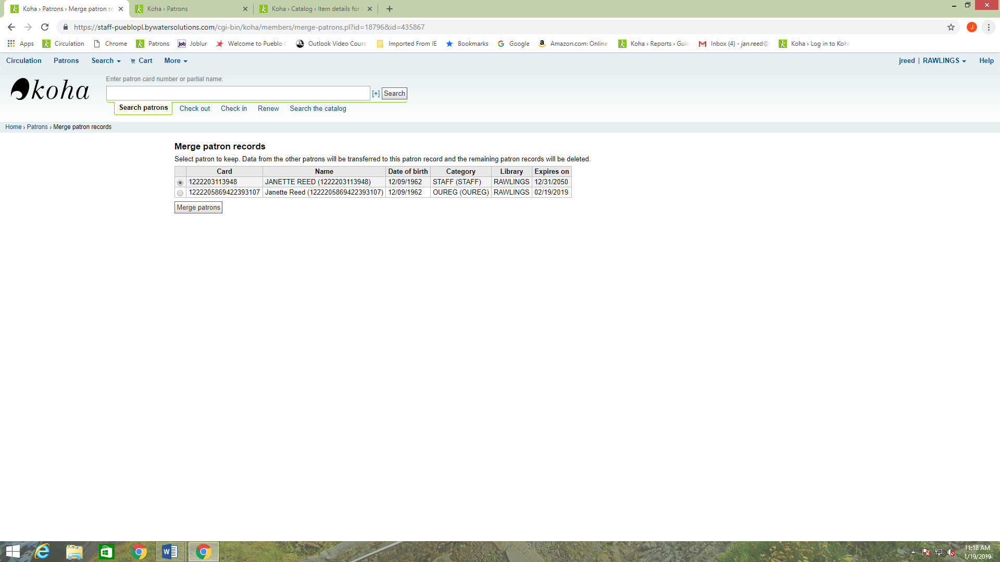 Koha › Patrons › Merge patron re
Koha › Patrons
Koha › Catalog › Item details for
https://staff-pueblopl.bywatersolutions.com/cgi-bin/koha/members/merge-patrons.pl?id=18796&id=435867
J
Apps Circulation Chrome Patrons job Joblur Welcome to Pueblo Outlook Video Cours Imported From IE Bookmarks Google Amazon.com: Online Koha › Reports › Guid Inbox (4) - jan.reed@ Koha › Log in to Koha
Circulation Patrons Search Cart More jreed | RAWLINGS Help
Enter patron card number or partial name:
koha
[+] Search
Search patrons Check out Check in Renew Search the catalog
Home › Patrons › Merge patron records
Merge patron records
Select patron to keep. Data from the other patrons will be transferred to this patron record and the remaining patron records will be deleted.
Card Name Date of birth Category Library Expires on
1222203113948 JANETTE REED (1222203113948) 12/09/1962 STAFF (STAFF) RAWLINGS 12/31/2050
1222205869422393107 Janette Reed (1222205869422393107) 12/09/1962 OUREG (OUREG) RAWLINGS 02/19/2019
Merge patrons
11:18 AM
1/19/2019